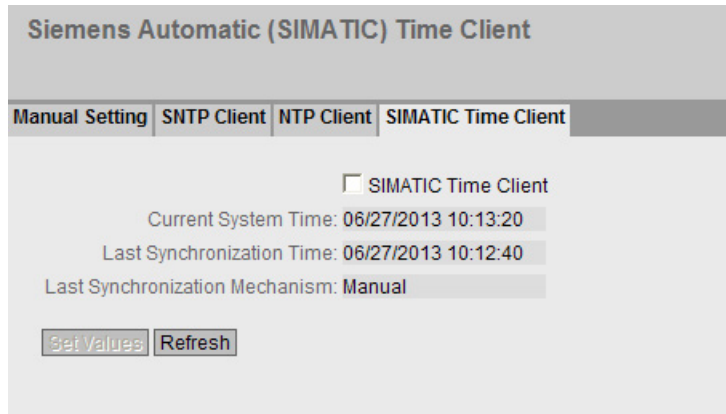 Siemens Automatic (SIMATIC) Time Client
Manual Setting SNTP Client NTP Client SIMATIC Time Client
SIMATIC Time Client
Current System Time: 06/27/2013 10:13:20
Last Synchronization Time: 06/27/2013 10:12:40
Last Synchronization Mechanism: Manual
Set Values Refresh